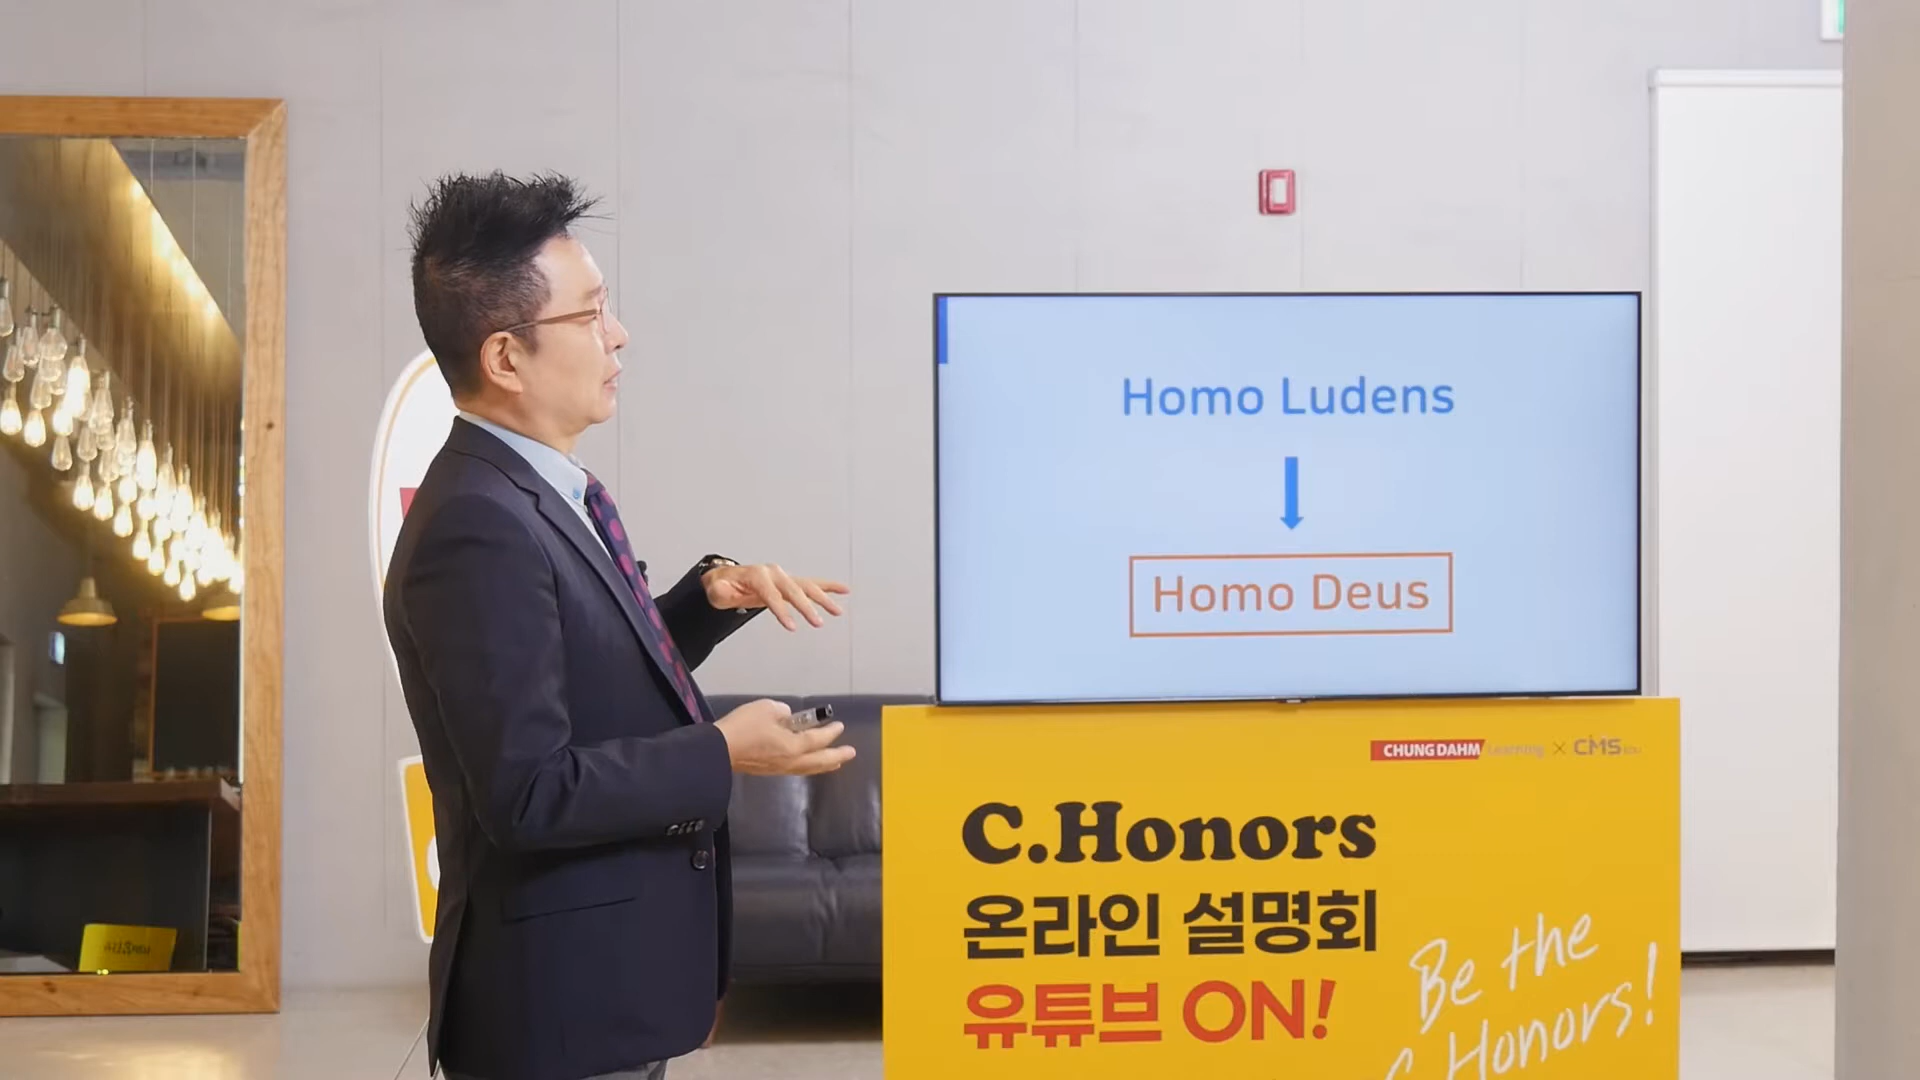 Homo Ludens
Homo Deus
CHUNGDAHM Learning × CMS EDU
C.Honors
온라인 설명회
유튜브 ON!
Be the
C.Honors!